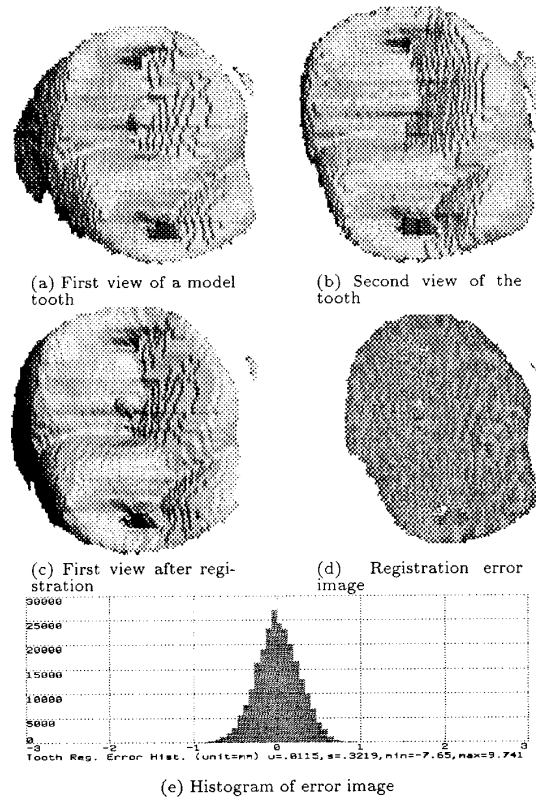 (a) First view of a model
tooth
(b) Second view of the
tooth
(c) First view after regi-
stration
(d) Registration error
image
30000
25000
20000
15000
10000
5000
0
-3 -2 -1 0 1 2 3
Tooth Reg. Error Hist. (unit=mm) u=.0115,s=.3219,min=-7.65,max=9.741
(e) Histogram of error image